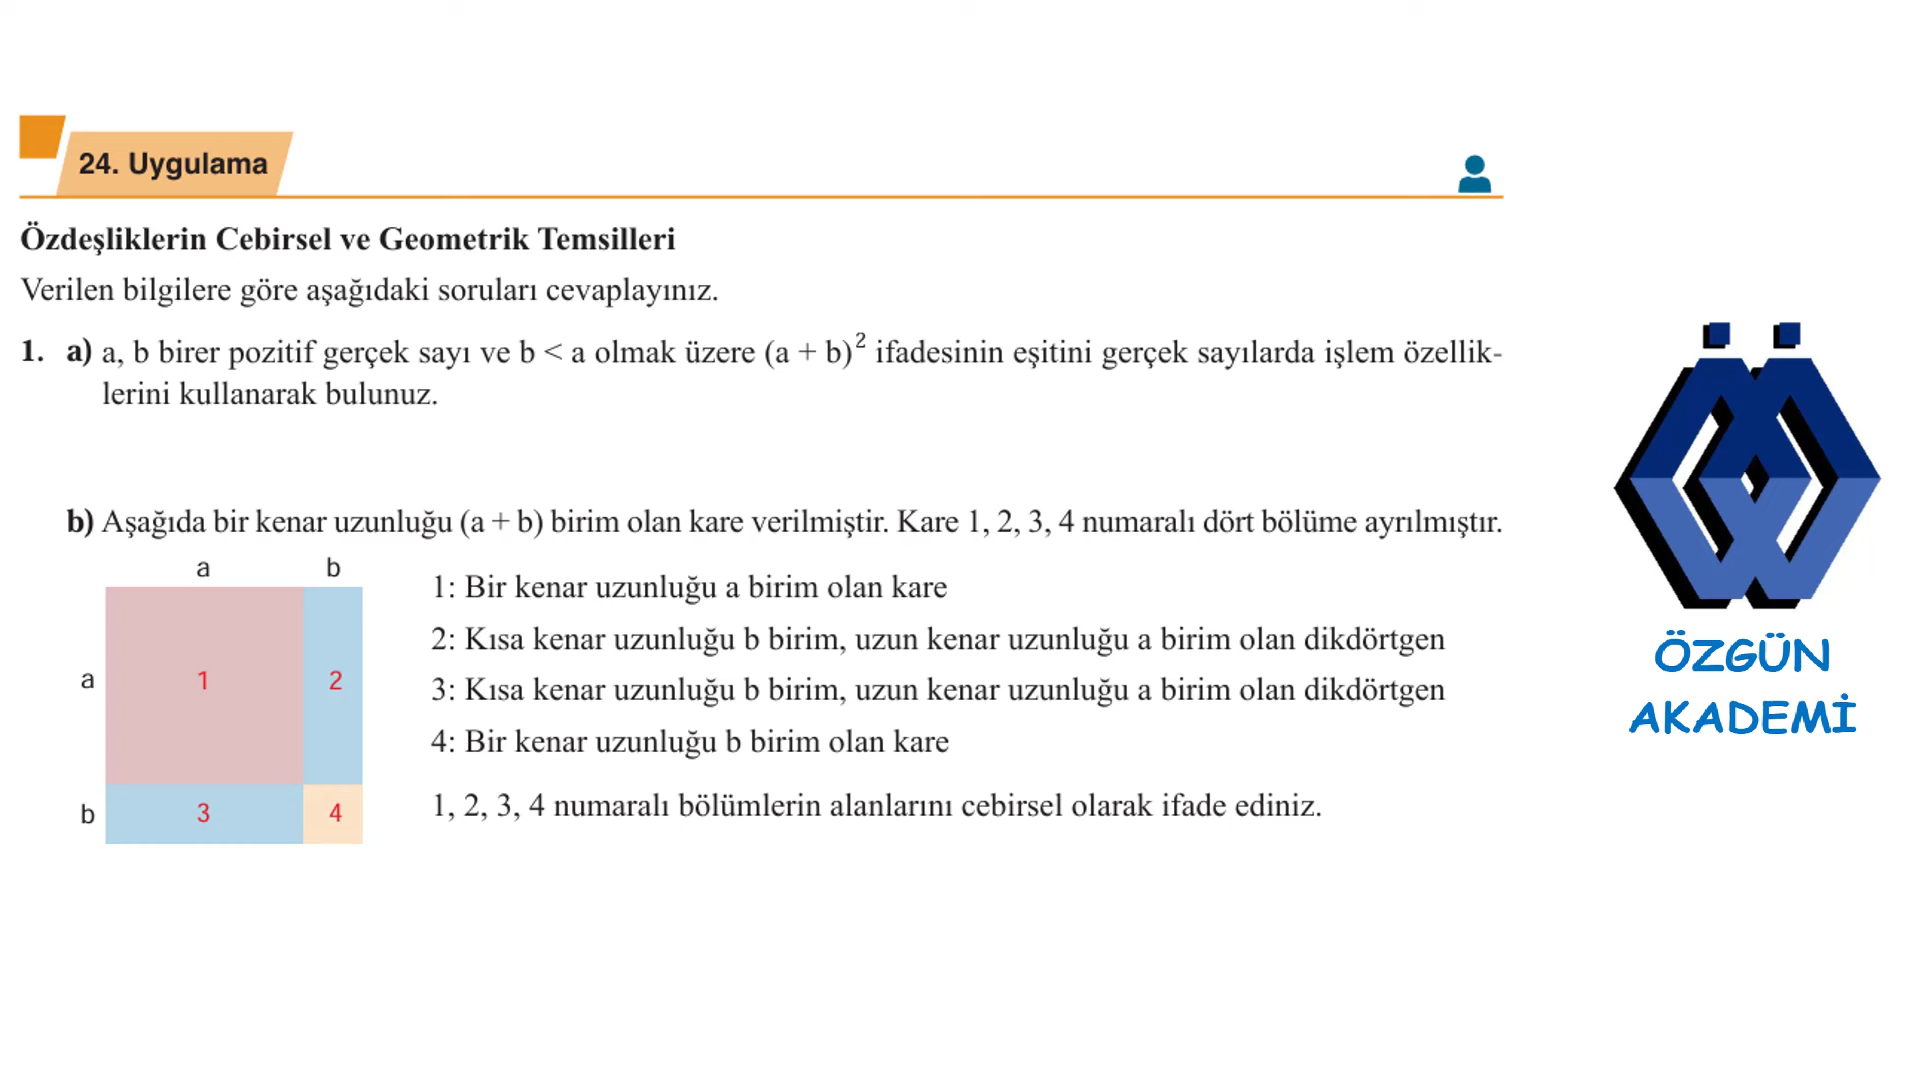 24. Uygulama
Özdeşliklerin Cebirsel ve Geometrik Temsilleri
Verilen bilgilere göre aşağıdaki soruları cevaplayınız.
1. a) a, b birer pozitif gerçek sayı ve b < a olmak üzere (a + b)² ifadesinin eşitini gerçek sayılarda işlem özellik-
lerini kullanarak bulunuz.
b) Aşağıda bir kenar uzunluğu (a + b) birim olan kare verilmiştir. Kare 1, 2, 3, 4 numaralı dört bölüme ayrılmıştır.
a b
a 1 2
b 3 4
1: Bir kenar uzunluğu a birim olan kare
2: Kısa kenar uzunluğu b birim, uzun kenar uzunluğu a birim olan dikdörtgen
3: Kısa kenar uzunluğu b birim, uzun kenar uzunluğu a birim olan dikdörtgen
4: Bir kenar uzunluğu b birim olan kare
1, 2, 3, 4 numaralı bölümlerin alanlarını cebirsel olarak ifade ediniz.
ÖZGÜN
AKADEMİ